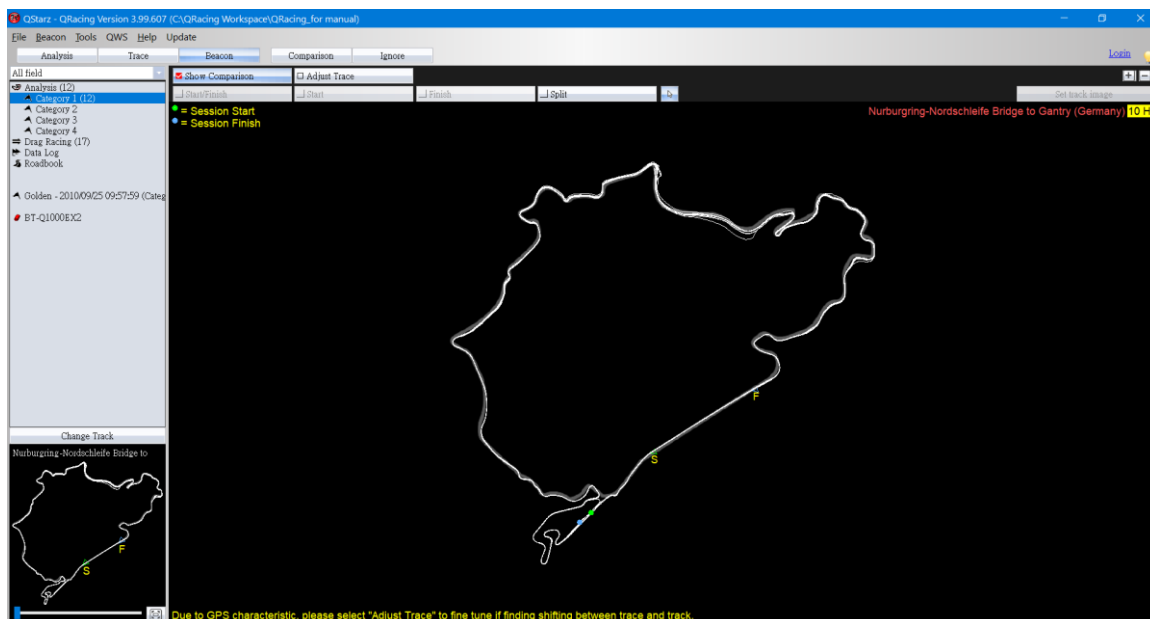 QStarz - QRacing Version 3.99.607 (C:\QRacing Workspace\QRacing_for manual)
File Beacon Tools QWS Help Update
Analysis Trace Beacon Comparison Ignore Login
All field
Show Comparison Adjust Trace
Start/Finish Start Finish Split Set track image
Analysis (12)
Category 1 (12)
Category 2
Category 3
Category 4
Drag Racing (17)
Data Log
Roadbook
Golden - 2010/09/25 09:57:59 (Categ
BT-Q1000EX2
= Session Start
= Session Finish
Nurburgring-Nordschleife Bridge to Gantry (Germany) 10 H
F
S
Change Track
Nurburgring-Nordschleife Bridge to
F
S
Due to GPS characteristic, please select "Adjust Trace" to fine tune if finding shifting between trace and track.